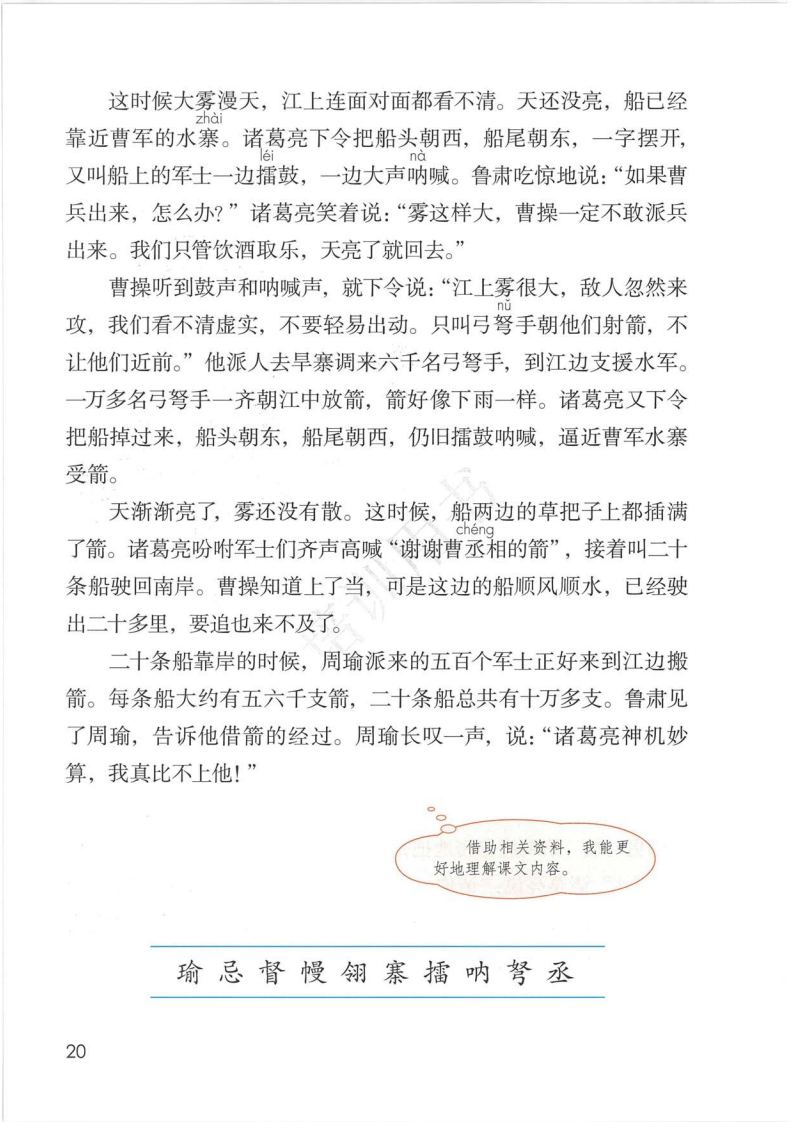 这时候大雾漫天，江上连面对面都看不清。天还没亮，船已经
zhài
靠近曹军的水寨。诸葛亮下令把船头朝西，船尾朝东，一字摆开，
léi nà
又叫船上的军士一边擂鼓，一边大声呐喊。鲁肃吃惊地说：“如果曹
兵出来，怎么办？”诸葛亮笑着说：“雾这样大，曹操一定不敢派兵
出来。我们只管饮酒取乐，天亮了就回去。”
曹操听到鼓声和呐喊声，就下令说：“江上雾很大，敌人忽然来
nǔ
攻，我们看不清虚实，不要轻易出动。只叫弓弩手朝他们射箭，不
让他们近前。”他派人去旱寨调来六千名弓弩手，到江边支援水军。
一万多名弓弩手一齐朝江中放箭，箭好像下雨一样。诸葛亮又下令
把船掉过来，船头朝东，船尾朝西，仍旧擂鼓呐喊，逼近曹军水寨
受箭。
天渐渐亮了，雾还没有散。这时候，船两边的草把子上都插满
chéng
了箭。诸葛亮吩咐军士们齐声高喊“谢谢曹丞相的箭”，接着叫二十
条船驶回南岸。曹操知道上了当，可是这边的船顺风顺水，已经驶
出二十多里，要追也来不及了。
二十条船靠岸的时候，周瑜派来的五百个军士正好来到江边搬
箭。每条船大约有五六千支箭，二十条船总共有十万多支。鲁肃见
了周瑜，告诉他借箭的经过。周瑜长叹一声，说：“诸葛亮神机妙
算，我真比不上他！”
借助相关资料，我能更
好地理解课文内容。
瑜忌督幔翎寨擂呐弩丞
20
培训用书